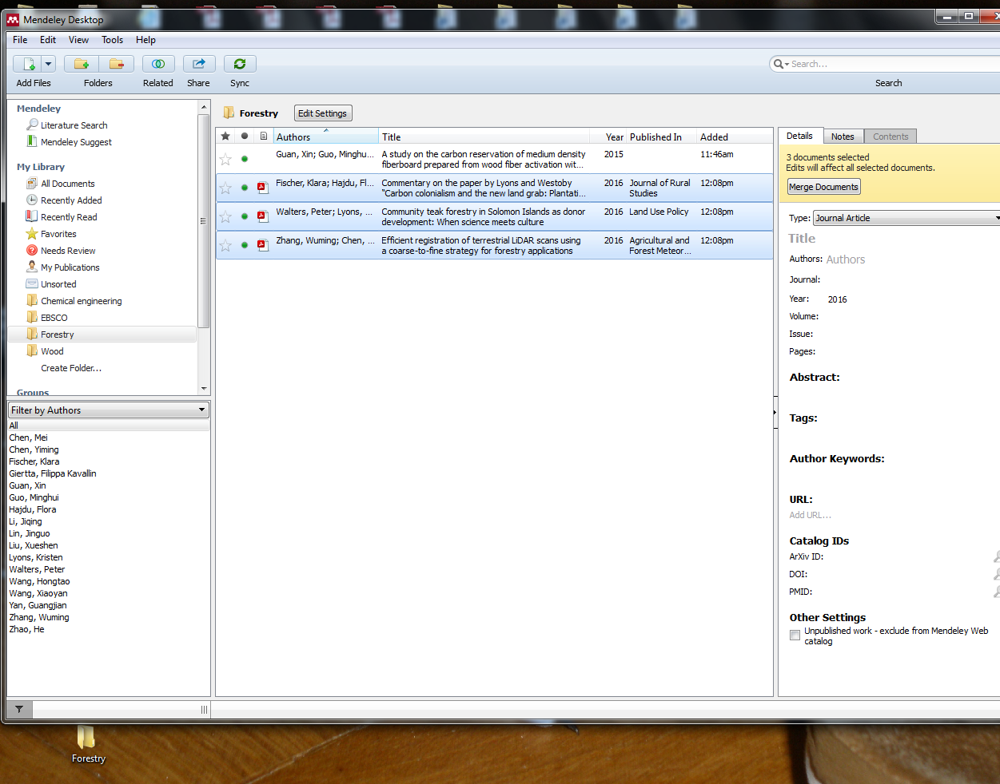 Mendeley Desktop
File Edit View Tools Help
Search...
Add Files Folders Related Share Sync Search
Mendeley
Literature Search
Mendeley Suggest
My Library
All Documents
Recently Added
Recently Read
Favorites
Needs Review
My Publications
Unsorted
Chemical engineering
EBSCO
Forestry
Wood
Create Folder...
Groups
Filter by Authors
All
Chen, Mei
Chen, Yiming
Fischer, Klara
Giertta, Filippa Kavallin
Guan, Xin
Guo, Minghui
Hajdu, Flora
Li, Jiqing
Lin, Jinguo
Liu, Xueshen
Lyons, Kristen
Walters, Peter
Wang, Hongtao
Wang, Xiaoyan
Yan, Guangjian
Zhang, Wuming
Zhao, He
Forestry Edit Settings
Authors Title Year Published In Added
Guan, Xin; Guo, Minghu... A study on the carbon reservation of medium density 2015 11:46am
fiberboard prepared from wood fiber activation wit...
Fischer, Klara; Hajdu, Fl... Commentary on the paper by Lyons and Westoby 2016 Journal of Rural 12:08pm
"Carbon colonialism and the new land grab: Plantati... Studies
Walters, Peter; Lyons, ... Community teak forestry in Solomon Islands as donor 2016 Land Use Policy 12:08pm
development: When science meets culture
Zhang, Wuming; Chen, ... Efficient registration of terrestrial LiDAR scans using 2016 Agricultural and 12:08pm
a coarse-to-fine strategy for forestry applications Forest Meteor...
Details Notes Contents
3 documents selected
Edits will affect all selected documents.
Merge Documents
Type: Journal Article
Title
Authors: Authors
Journal:
Year: 2016
Volume:
Issue:
Pages:
Abstract:
Tags:
Author Keywords:
URL:
Add URL...
Catalog IDs
ArXiv ID:
DOI:
PMID:
Other Settings
Unpublished work - exclude from Mendeley Web
catalog
Forestry